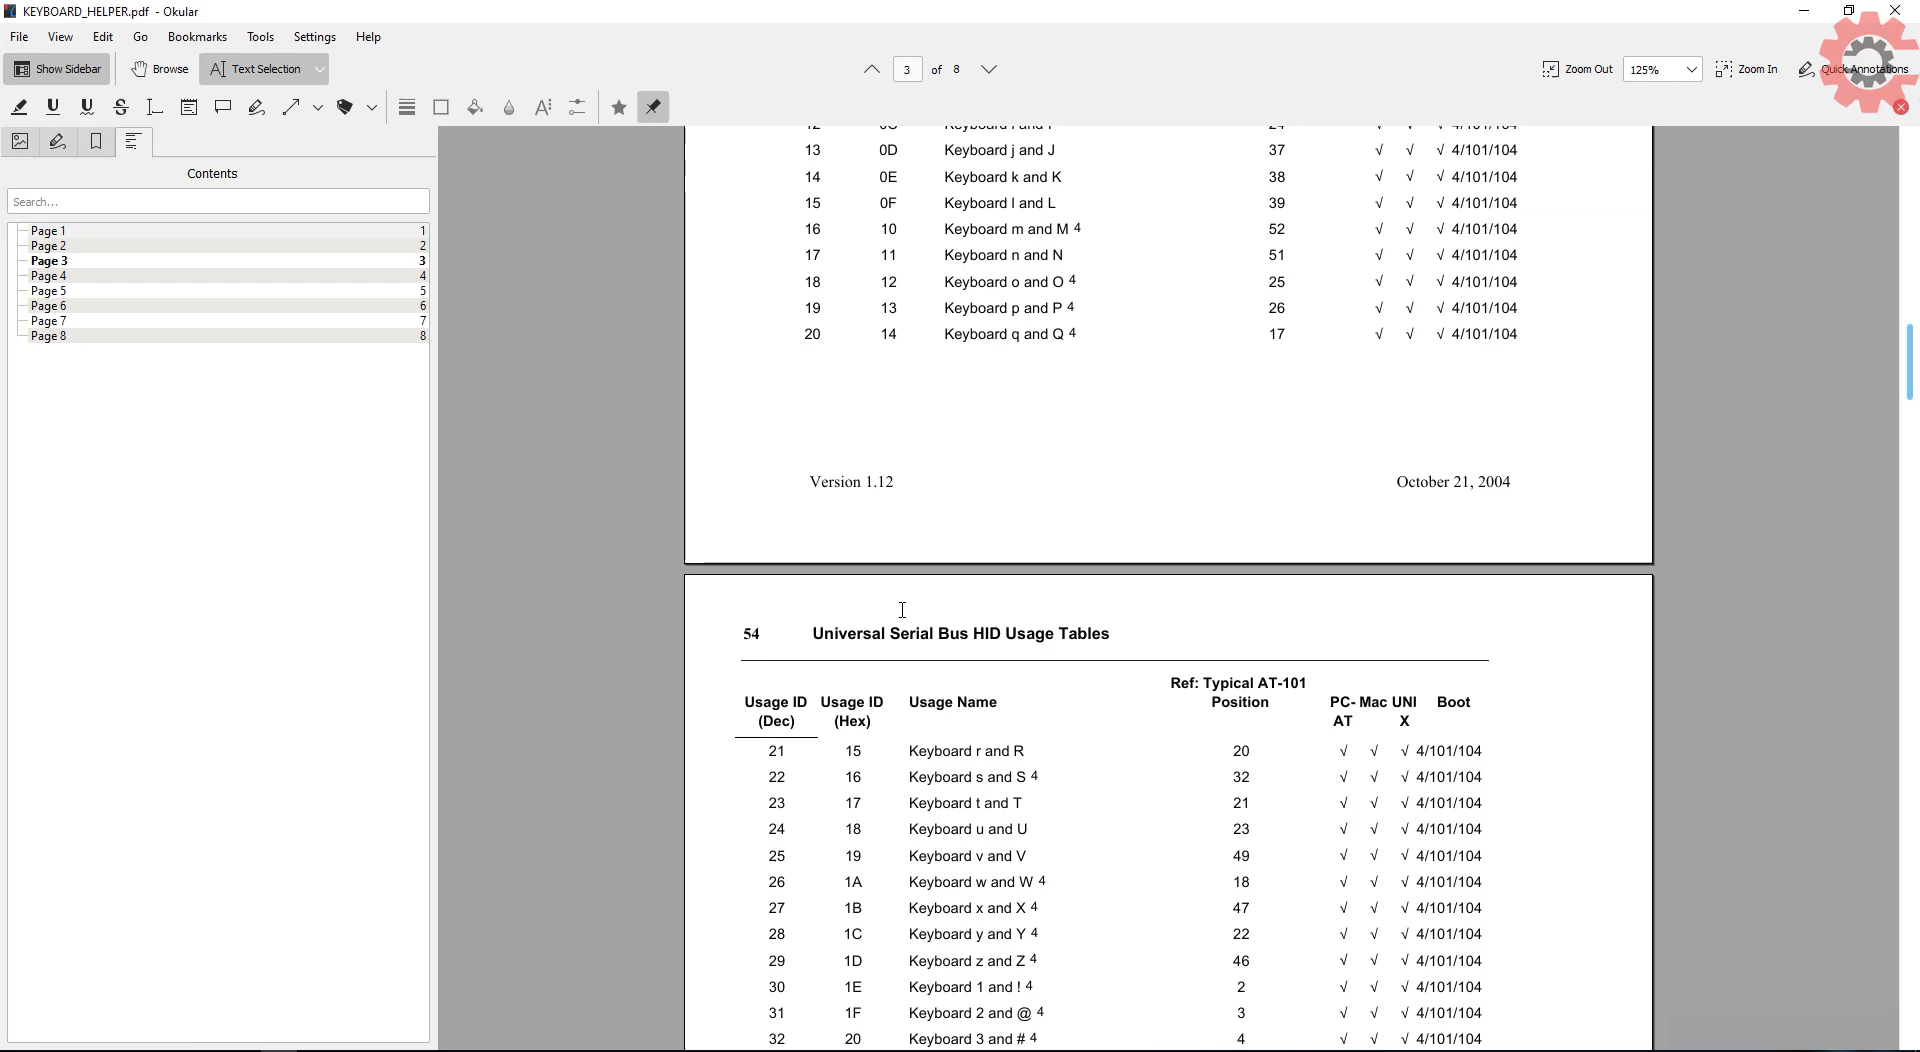 KEYBOARD_HELPER.pdf - Okular
File View Edit Go Bookmarks Tools Settings Help
Show Sidebar Browse Text Selection 3 of 8 Zoom Out 125% Zoom In Quick Annotations
Contents
Search...
Page 1 1
Page 2 2
Page 3 3
Page 4 4
Page 5 5
Page 6 6
Page 7 7
Page 8 8
13 0D Keyboard j and J 37 √ √ √ 4/101/104
14 0E Keyboard k and K 38 √ √ √ 4/101/104
15 0F Keyboard l and L 39 √ √ √ 4/101/104
16 10 Keyboard m and M 4 52 √ √ √ 4/101/104
17 11 Keyboard n and N 51 √ √ √ 4/101/104
18 12 Keyboard o and O 4 25 √ √ √ 4/101/104
19 13 Keyboard p and P 4 26 √ √ √ 4/101/104
20 14 Keyboard q and Q 4 17 √ √ √ 4/101/104
Version 1.12 October 21, 2004
54 Universal Serial Bus HID Usage Tables
Ref: Typical AT-101
Usage ID Usage ID Usage Name Position PC- Mac UNI Boot
(Dec) (Hex) AT X
21 15 Keyboard r and R 20 √ √ √ 4/101/104
22 16 Keyboard s and S 4 32 √ √ √ 4/101/104
23 17 Keyboard t and T 21 √ √ √ 4/101/104
24 18 Keyboard u and U 23 √ √ √ 4/101/104
25 19 Keyboard v and V 49 √ √ √ 4/101/104
26 1A Keyboard w and W 4 18 √ √ √ 4/101/104
27 1B Keyboard x and X 4 47 √ √ √ 4/101/104
28 1C Keyboard y and Y 4 22 √ √ √ 4/101/104
29 1D Keyboard z and Z 4 46 √ √ √ 4/101/104
30 1E Keyboard 1 and ! 4 2 √ √ √ 4/101/104
31 1F Keyboard 2 and @ 4 3 √ √ √ 4/101/104
32 20 Keyboard 3 and # 4 4 √ √ √ 4/101/104